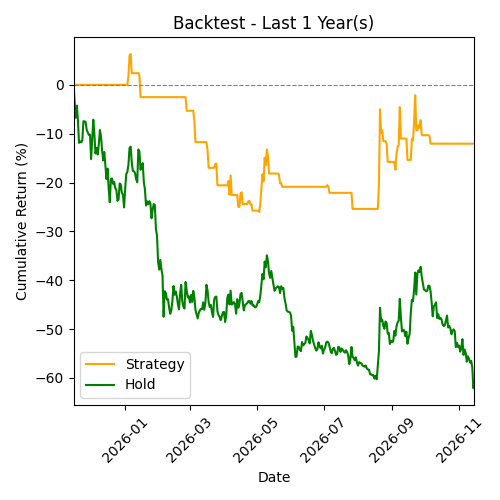 Backtest - Last 1 Year(s)
Cumulative Return (%)
0
−10
−20
−30
−40
−50
−60
Strategy
Hold
2026-01
2026-03
2026-05
2026-07
2026-09
2026-11
Date